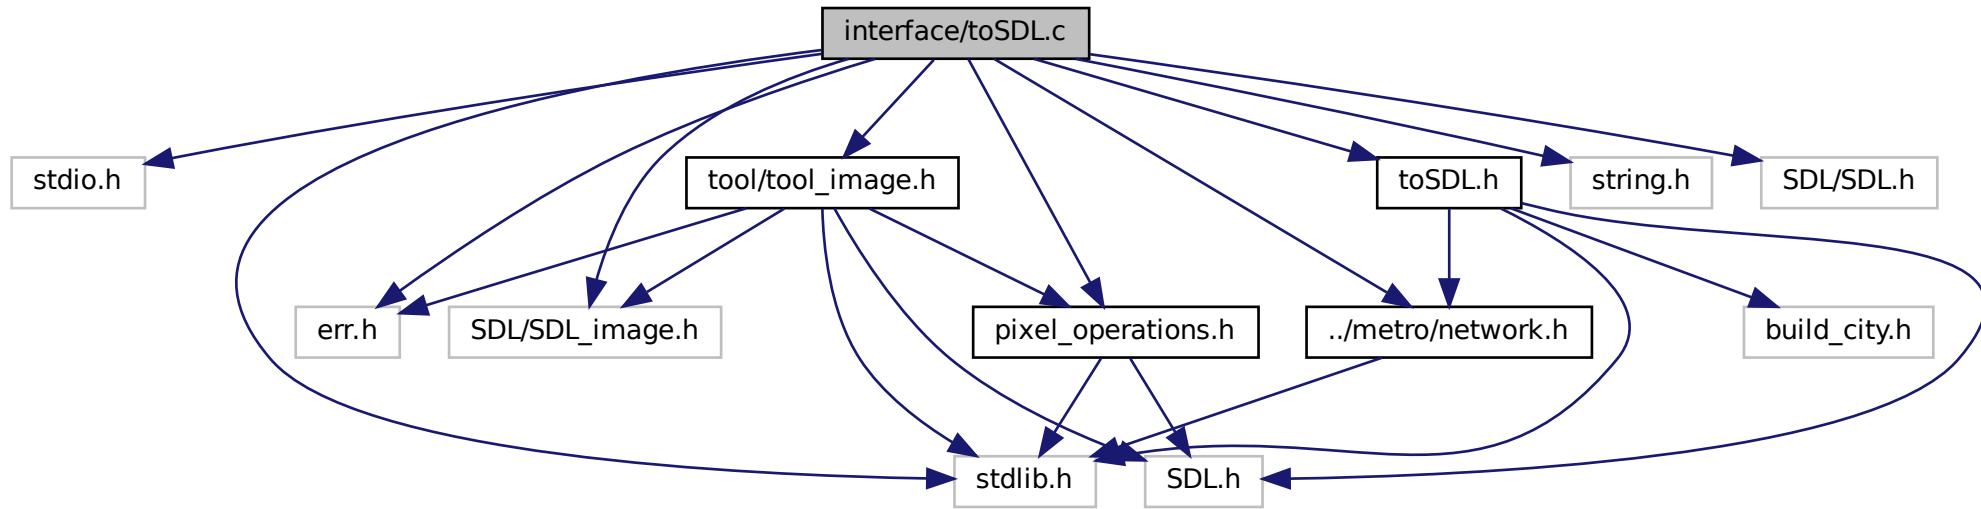 interface/toSDL.c
stdio.h
tool/tool_image.h
toSDL.h
string.h
SDL/SDL.h
err.h
SDL/SDL_image.h
pixel_operations.h
../metro/network.h
build_city.h
stdlib.h
SDL.h